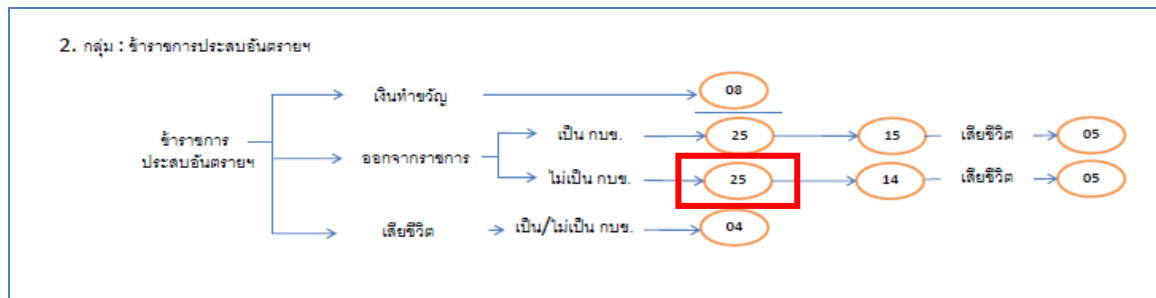 2. กลุ่ม : ข้าราชการประสบอันตรายฯ
เงินทำขวัญ 08
ข้าราชการ
ประสบอันตรายฯ
ออกจากราชการ
เป็น กบข. 25 15 เสียชีวิต 05
ไม่เป็น กบข. 25 14 เสียชีวิต 05
เสียชีวิต เป็น/ไม่เป็น กบข. 04